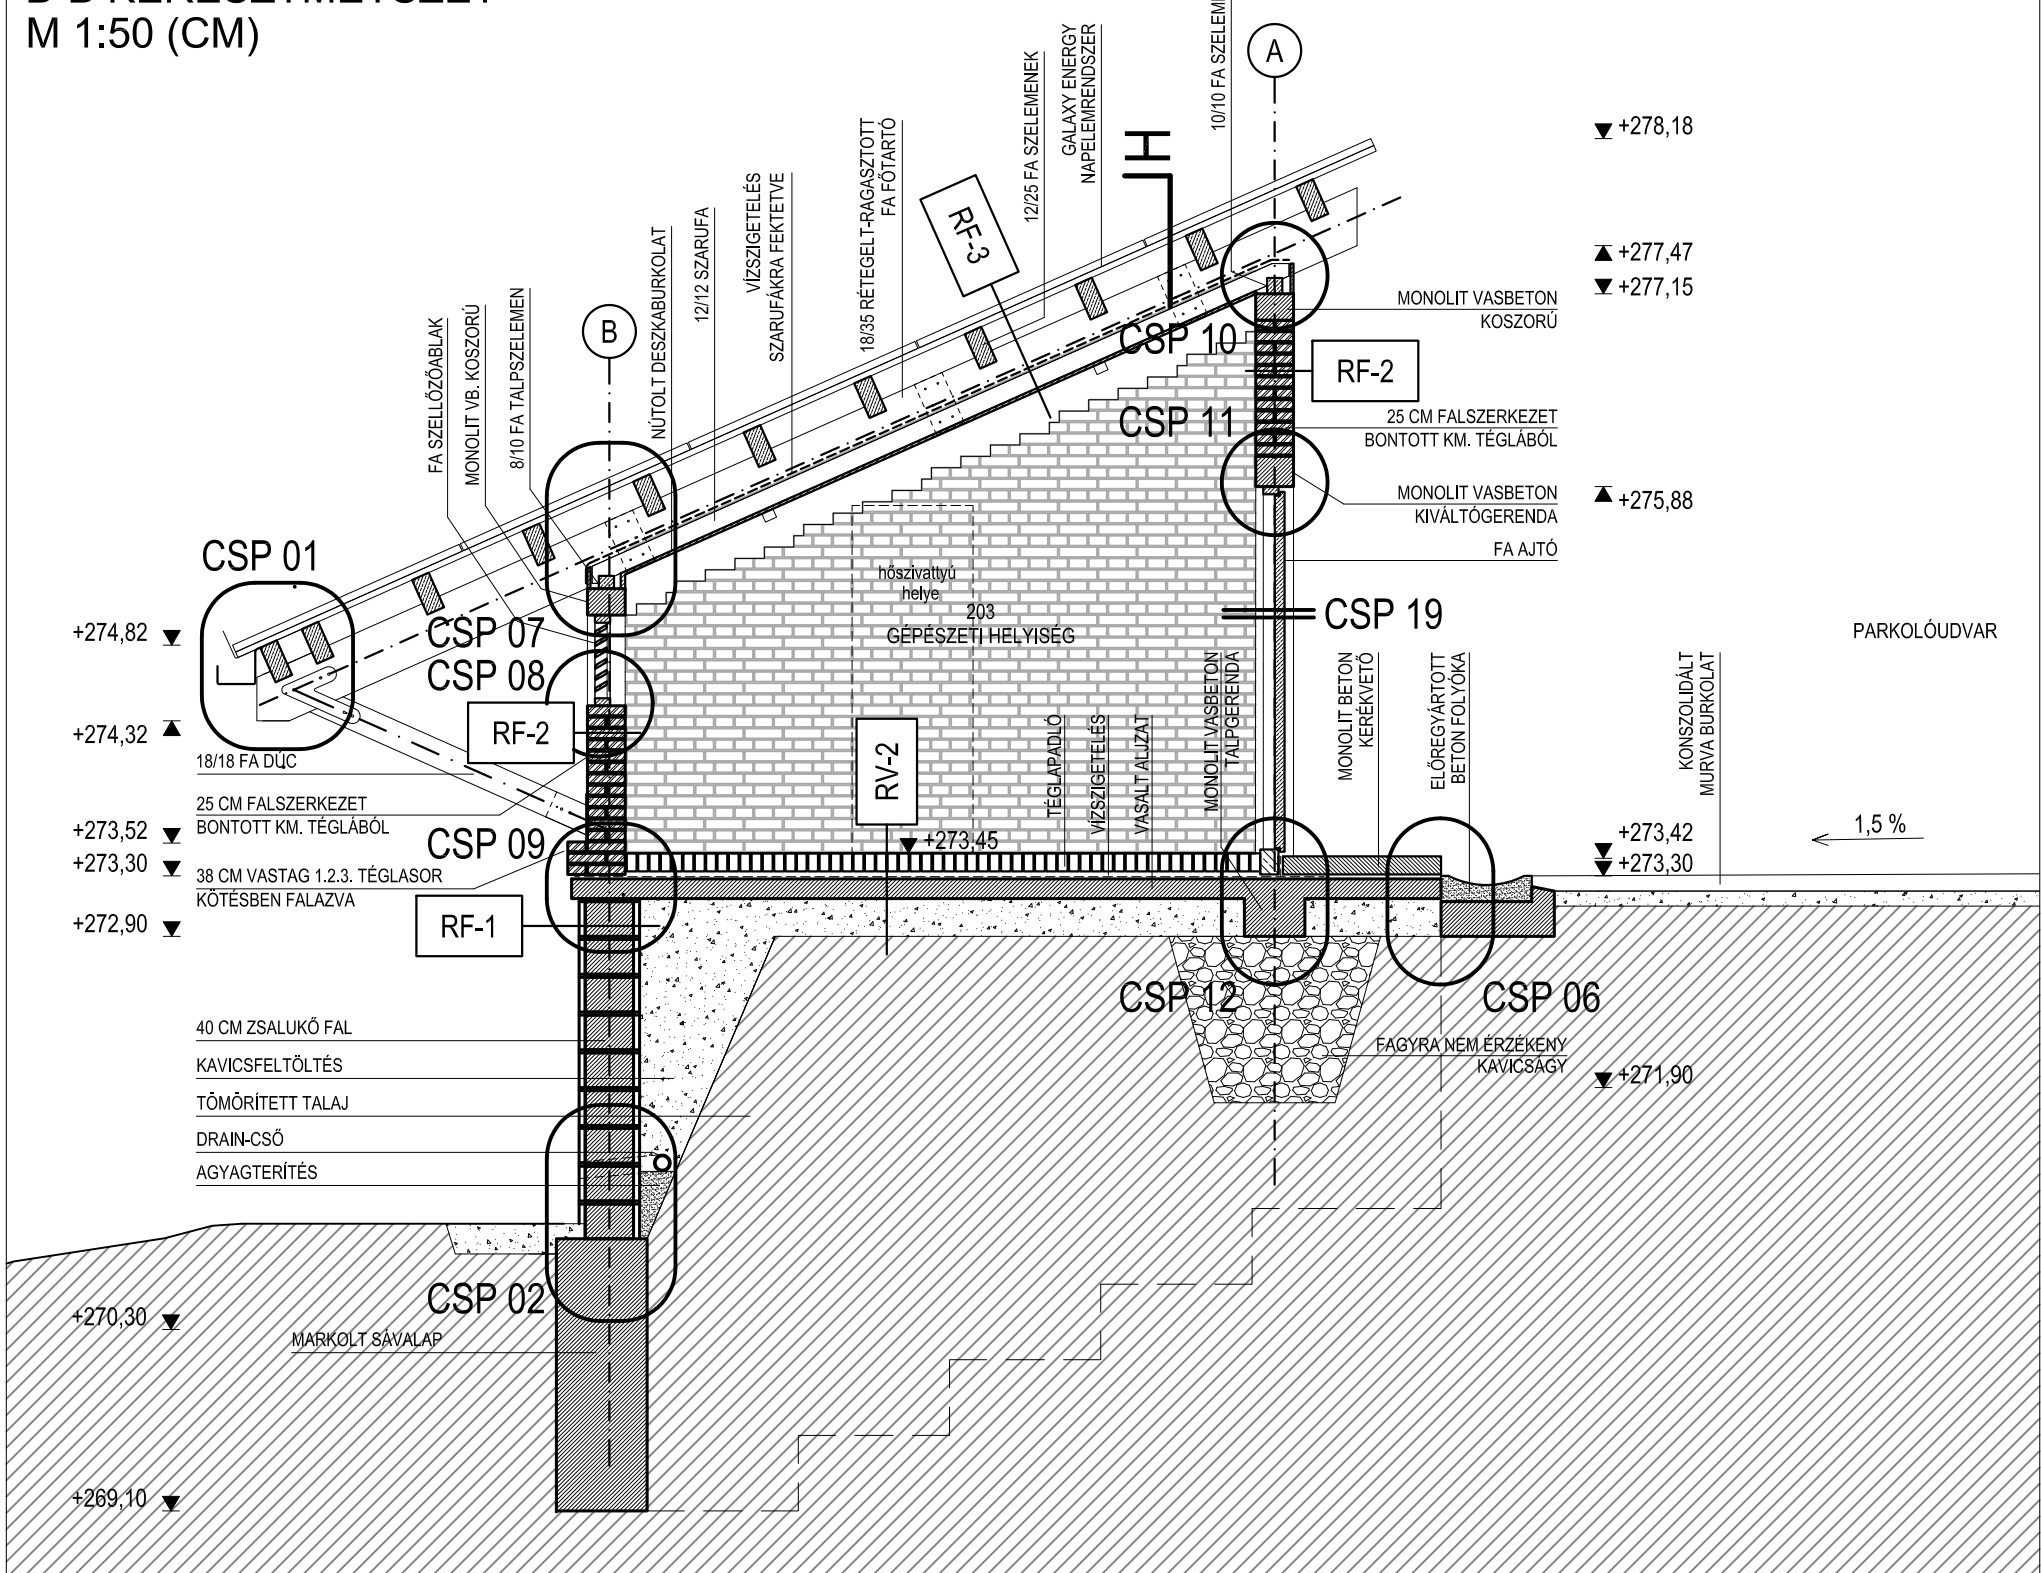 M 1:50 (CM)
A
B
FA SZELLŐZŐABLAK
MONOLIT VB. KOSZORÚ
8/10 FA TALPSZELEMEN
NÚTOLT DESZKABURKOLAT
12/12 SZARUFA
VÍZSZIGETELÉS
SZARUFÁKRA FEKTETVE
18/35 RÉTEGELT-RAGASZTOTT
FA FŐTARTÓ
RF-3
12/25 FA SZELEMENEK
GALAXY ENERGY
NAPELEMRENDSZER
10/10 FA
+278,18
+277,47
+277,15
MONOLIT VASBETON
KOSZORÚ
CSP 10
RF-2
CSP 11
25 CM FALSZERKEZET
BONTOTT KM. TÉGLÁBÓL
MONOLIT VASBETON
KIVÁLTÓGERENDA
+275,88
FA AJTÓ
CSP 01
hőszivattyú
helye
203
GÉPÉSZETI HELYISÉG
CSP 19
PARKOLÓUDVAR
+274,82
CSP 07
CSP 08
RF-2
+274,32
18/18 FA DÚC
25 CM FALSZERKEZET
BONTOTT KM. TÉGLÁBÓL
RV-2
TÉGLAPADLÓ
VÍZSZIGETELÉS
VASALT ALJZAT
MONOLIT VASBETON
TALPGERENDA
MONOLIT BETON
KERÉKVETŐ
ELŐREGYÁRTOTT
BETON FOLYÓKA
KONSZOLIDÁLT
MURVA BURKOLAT
1,5 %
+273,52
CSP 09
+273,45
+273,42
+273,30
+273,30
38 CM VASTAG 1.2.3. TÉGLASOR
KÖTÉSBEN FALAZVA
+272,90
RF-1
CSP 12
CSP 06
40 CM ZSALUKŐ FAL
FAGYRA NEM ÉRZÉKENY
KAVICSÁGY
KAVICSFELTÖLTÉS
+271,90
TÖMÖRÍTETT TALAJ
DRAIN-CSŐ
AGYAGTERÍTÉS
CSP 02
+270,30
MARKOLT SÁVALAP
+269,10